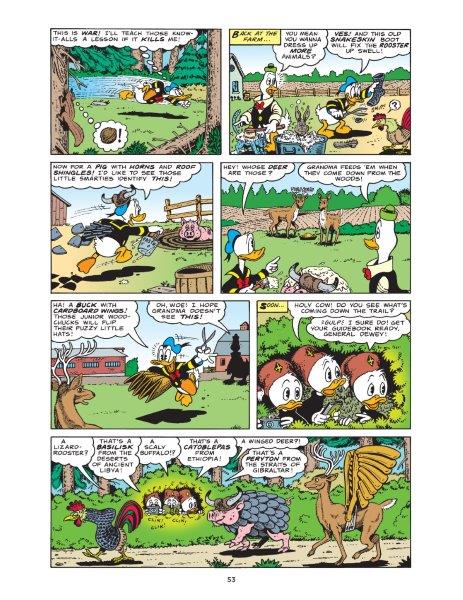 THIS IS WAR! I'LL TEACH THOSE KNOW-
IT-ALLS A LESSON IF IT KILLS ME!
BACK AT THE
FARM...
YOU MEAN
YOU WANNA
DRESS UP
MORE
ANIMALS?
YES! AND THIS OLD
SNAKESKIN BOOT
WILL FIX THE ROOSTER
UP SWELL!
?
NOW FOR A PIG WITH HORNS AND ROOF
SHINGLES! I'D LIKE TO SEE THOSE
LITTLE SMARTIES IDENTIFY THIS!
HEY! WHOSE DEER
ARE THOSE?
GRANDMA FEEDS 'EM WHEN
THEY COME DOWN FROM THE
WOODS!
HA! A BUCK WITH
CARDBOARD WINGS!
THOSE JUNIOR WOOD-
CHUCKS WILL FLIP
THEIR FUZZY LITTLE
HATS!
OH, WOE! I HOPE
GRANDMA DOESN'T
SEE THIS!
SOON...
HOLY COW! DO YOU SEE WHAT'S
COMING DOWN THE TRAIL?
GULP! I SURE DO! GET
YOUR GUIDEBOOK READY,
GENERAL DEWEY!
A
LIZARD-
ROOSTER?
THAT'S A
BASILISK
FROM THE
DESERTS
OF ANCIENT
LIBYA!
A
SCALY
BUFFALO!?
THAT'S A
CATOBLEPAS
FROM
ETHIOPIA!
A WINGED DEER?!
THAT'S A
PERYTON FROM
THE STRAITS OF
GIBRALTAR!
CLIK!
CLIK!
CLIK!
53